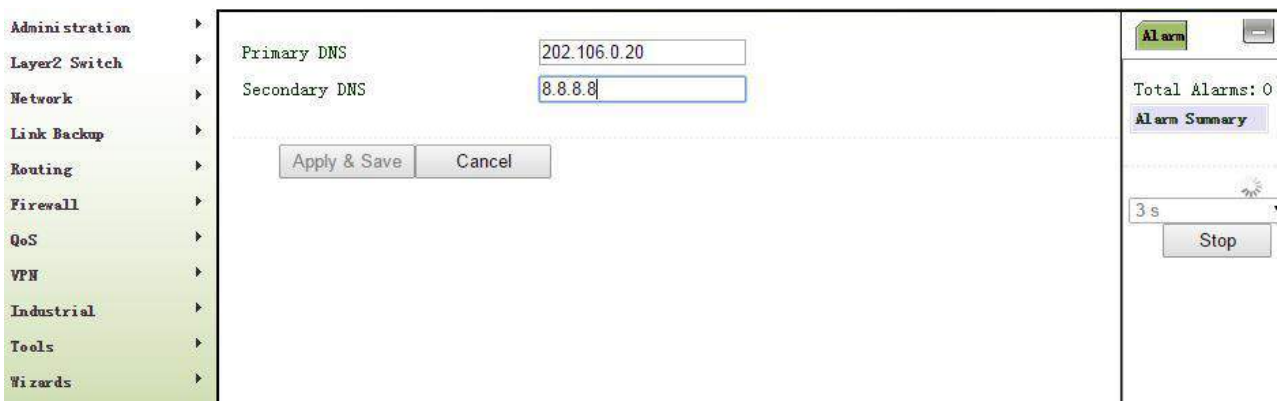 Administration
Layer2 Switch
Network
Link Backup
Routing
Firewall
QoS
VPN
Industrial
Tools
Wizards
Primary DNS 202.106.0.20
Secondary DNS 8.8.8.8
Apply & Save Cancel
Alarm
Total Alarms: 0
Alarm Summary
3 s
Stop